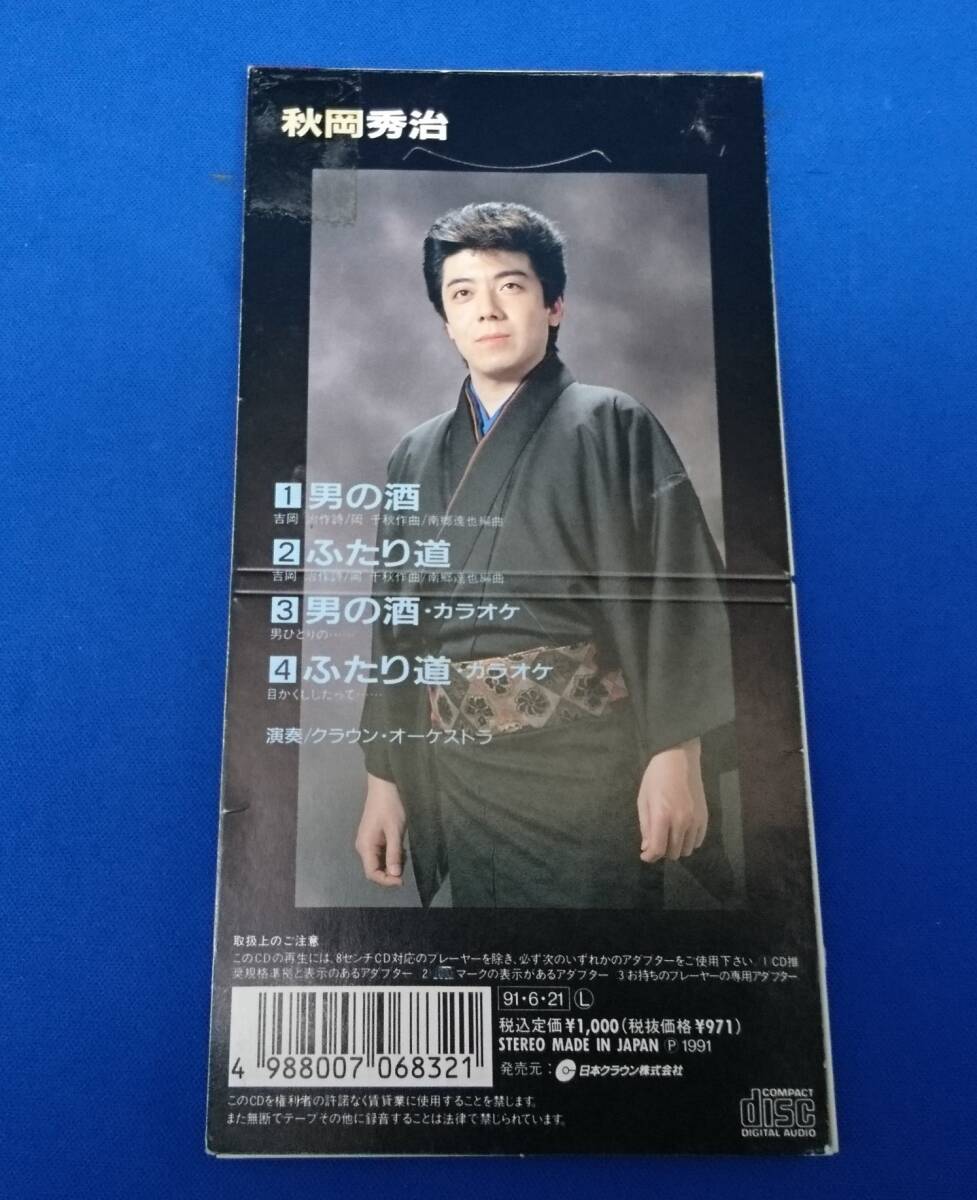 秋岡秀治
1 男の酒
吉岡 治作詩/岡 千秋作曲/南郷達也編曲
2 ふたり道
吉岡 治作詩/岡 千秋作曲/南郷達也編曲
3 男の酒・カラオケ
男ひとりの……
4 ふたり道・カラオケ
目かくししたって……
演奏/クラウン・オーケストラ
取扱上のご注意
このCDの再生には、8センチCD対応のプレーヤーを除き、必ず次のいずれかのアダプターをご使用下さい。1 CD推
奨規格準拠と表示のあるアダプター 2 マークの表示があるアダプター 3 お持ちのプレーヤーの専用アダプター
91・6・21 L
税込定価¥1,000(税抜価格¥971)
STEREO MADE IN JAPAN Ⓟ 1991
発売元: 日本クラウン株式会社
4 988007 068321
このCDを権利者の許諾なく賃貸業に使用することを禁じます。
また無断でテープその他に録音することは法律で禁じられています。
COMPACT
disc
DIGITAL AUDIO